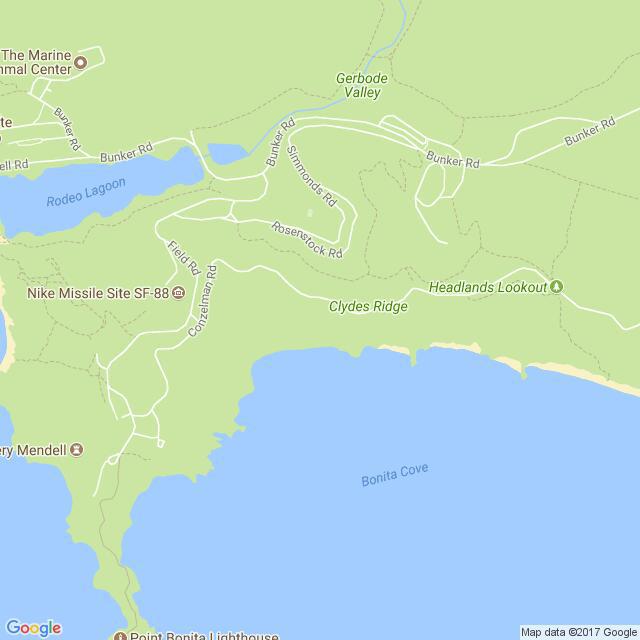 The Marine
mmal Center
Gerbode
Valley
Bunker Rd
te
Bunker Rd
Bunker Rd
Bunker Rd
Bunker Rd
ell Rd
Simmonds Rd
Rodeo Lagoon
Rosenstock Rd
Field Rd
Nike Missile Site SF-88
Conzelman Rd
Headlands Lookout
Clydes Ridge
ery Mendell
Bonita Cove
Google
Point Bonita Lighthouse
Map data ©2017 Google